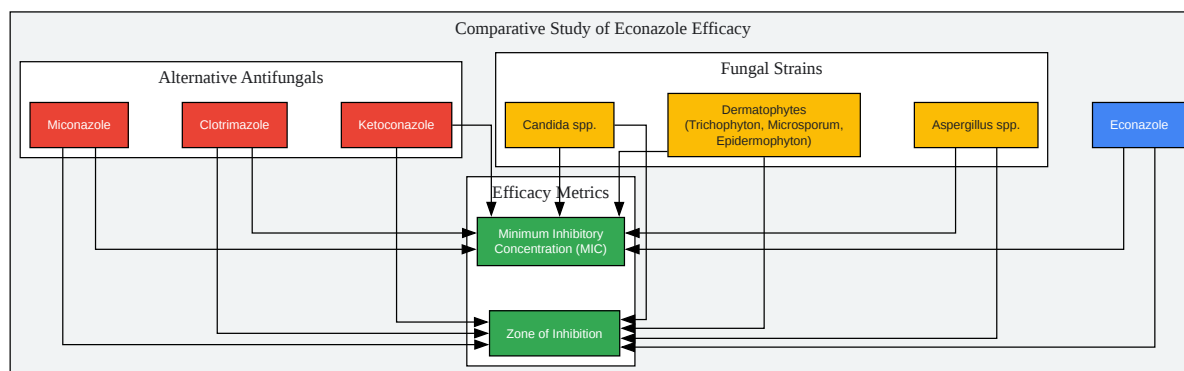 Comparative Study of Econazole Efficacy
Alternative Antifungals
Fungal Strains
Miconazole
Clotrimazole
Ketoconazole
Candida spp.
Dermatophytes
(Trichophyton, Microsporum,
Epidermophyton)
Aspergillus spp.
Econazole
Efficacy Metrics
Minimum Inhibitory
Concentration (MIC)
Zone of Inhibition